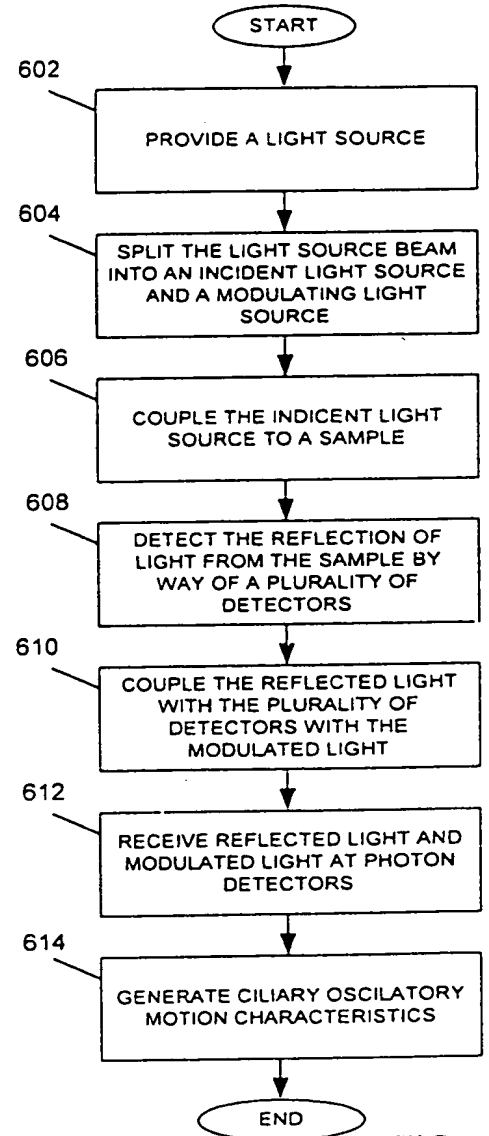 START
602
PROVIDE A LIGHT SOURCE
604
SPLIT THE LIGHT SOURCE BEAM
INTO AN INCIDENT LIGHT SOURCE
AND A MODULATING LIGHT
SOURCE
606
COUPLE THE INDICENT LIGHT
SOURCE TO A SAMPLE
608
DETECT THE REFLECTION OF
LIGHT FROM THE SAMPLE BY
WAY OF A PLURALITY OF
DETECTORS
610
COUPLE THE REFLECTED LIGHT
WITH THE PLURALITY OF
DETECTORS WITH THE
MODULATED LIGHT
612
RECEIVE REFLECTED LIGHT AND
MODULATED LIGHT AT PHOTON
DETECTORS
614
GENERATE CILIARY OSCILATORY
MOTION CHARACTERISTICS
END